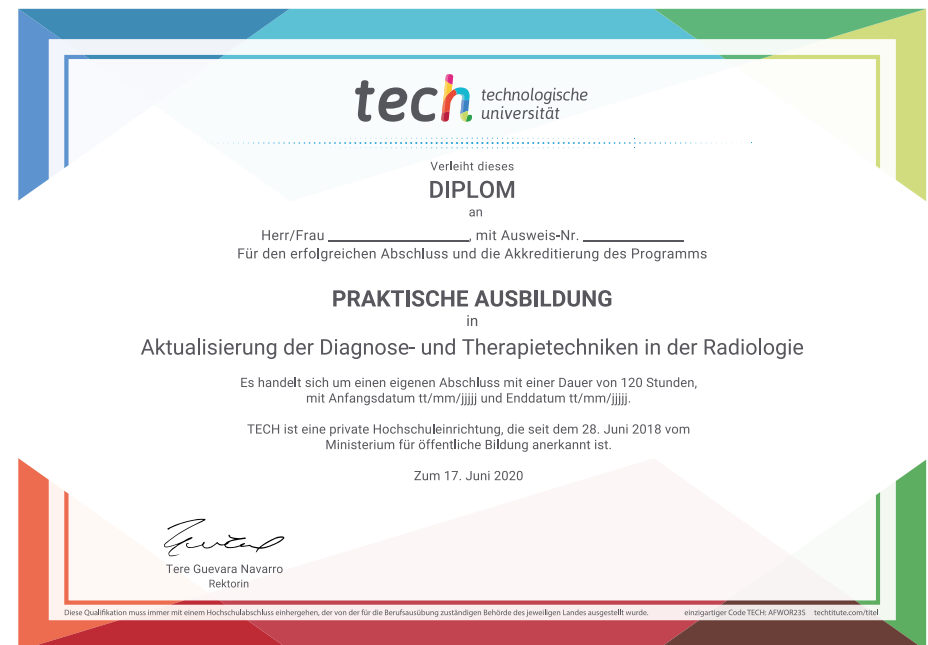 tech technologische
universität
Verleiht dieses
DIPLOM
an
Herr/Frau ____________, mit Ausweis-Nr. ____________
Für den erfolgreichen Abschluss und die Akkreditierung des Programms
PRAKTISCHE AUSBILDUNG
in
Aktualisierung der Diagnose- und Therapietechniken in der Radiologie
Es handelt sich um einen eigenen Abschluss mit einer Dauer von 120 Stunden,
mit Anfangsdatum tt/mm/jjjjj und Enddatum tt/mm/jjjjj.
TECH ist eine private Hochschuleinrichtung, die seit dem 28. Juni 2018 vom
Ministerium für öffentliche Bildung anerkannt ist.
Zum 17. Juni 2020
Tere Guevara Navarro
Rektorin
Diese Qualifikation muss immer mit einem Hochschulabschluss einhergehen, der von der für die Berufsausübung zuständigen Behörde des jeweiligen Landes ausgestellt wurde. einzigartiger Code TECH: AFWOR23S techtitute.com/titel